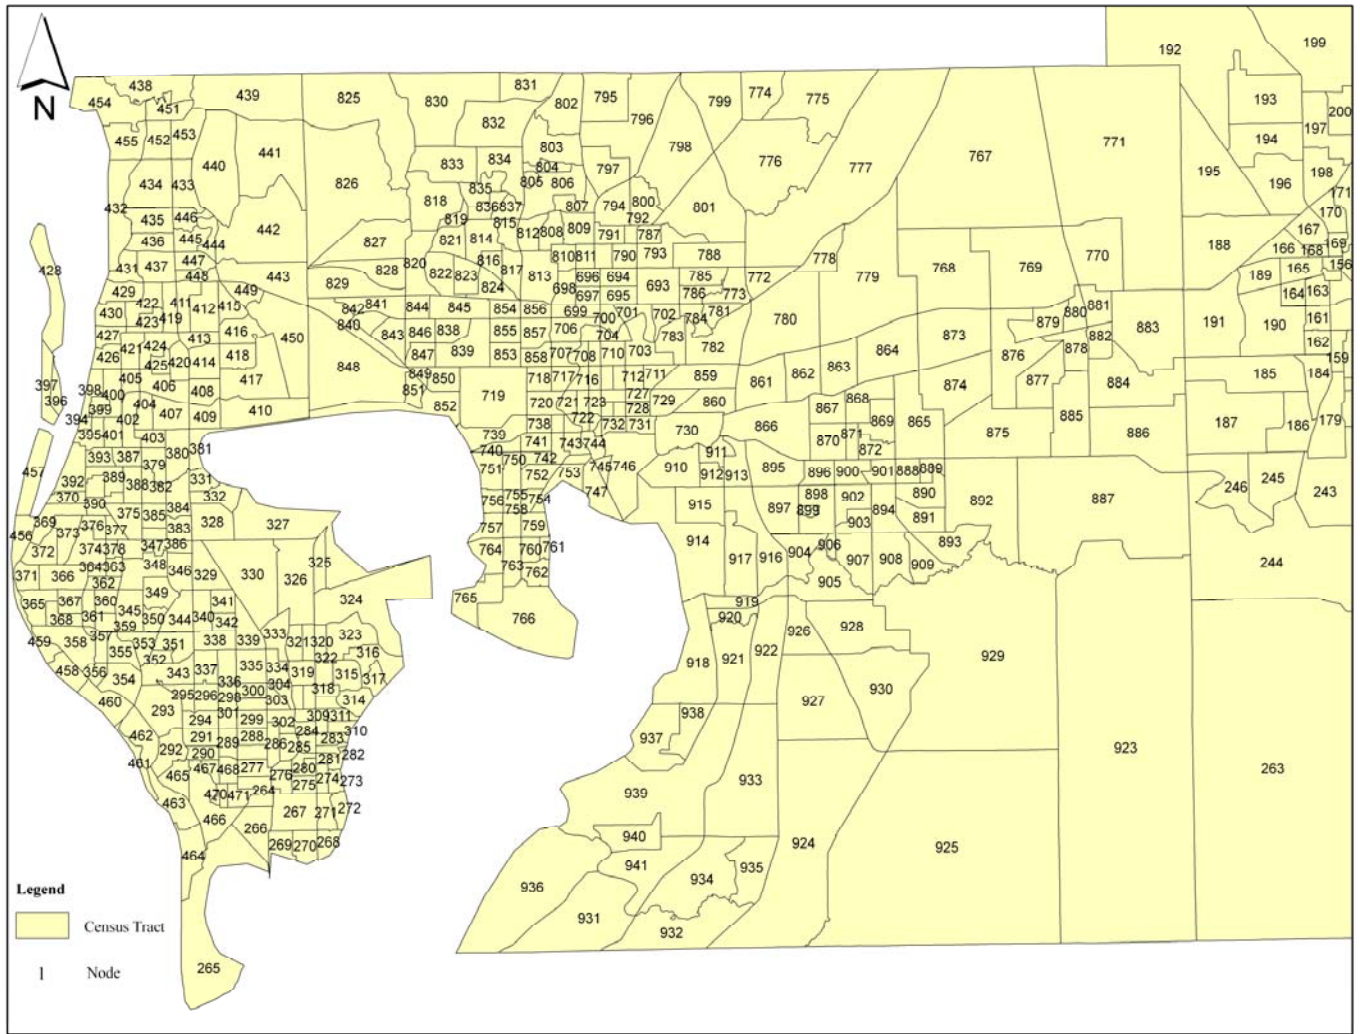 192 199
438 439 825 830 831 802 795 799 774 775
454 451 832 796 193 200
455 452 453 440 441 803 798 776 777 767 771 194 197
434 433 826 833 834 804 797 195 196 198
805 806 171
432 435 446 818 835 836 837 807 794 800 792 801 170
436 445 444 442 827 819 821 814 815 812 808 809 791 787 188 167
431 437 447 448 443 820 828 822 823 816 817 813 810 811 790 793 788 778 768 769 770 166 168 169
429 449 829 824 696 694 785 772 779 189 165 156
430 422 411 412 415 842 841 844 845 854 856 698 697 695 693 786 773 164 163
423 419 840 699 700 701 702 784 781 780 879 880 881 883 191 190 161
427 424 413 416 450 843 846 838 855 857 706 704 783 882 162
426 421 425 420 414 418 848 847 839 853 858 707 708 710 703 782 873 876 878 159
405 406 408 417 849 850 718 717 716 712 711 859 861 862 863 864 874 877 884 185 184
397 396 398 400 404 851 719 720 721 723 727 729 860 867 868
399 402 407 409 410 852 722 728 865 885 187 186 179
394 395 401 403 738 732 731 730 866 869 875 886
393 387 380 381 739 740 741 743 744 911 870 871 872
457 389 379 331 751 750 742 753 745 746 910 912 913 895 896 900 901 888 889 892 887 246 245 243
392 388 382 332 752 747 898 902 890
370 390 375 385 384 328 327 756 755 754 758 915 897 899 903 894 891
456 369 376 377 383 757 759 914 893
372 373 374 378 347 386 764 760 761 917 916 904 906 907 908 909 244
371 366 364 363 348 346 329 330 326 325 763 762 905
365 367 362 360 349 341 324 765 919
368 361 345 350 344 340 342 766 920 926 928
459 358 357 359 353 351 338 339 333 321 320 323 918 921 922 929
458 356 355 352 343 337 335 334 322 316 930
460 354 295 296 336 300 304 319 318 315 317 927
293 294 298 301 299 303 302 309 311 314 938
462 292 291 289 288 286 284 283 310 937 923
461 465 290 468 277 285 280 281 282 933 263
467 276 275 274 273 939
463 470 471 264 267 271 272
466 266 940 924 925
464 269 270 268 941 934 935
936 931 932
265
N
Legend
Census Tract
1 Node